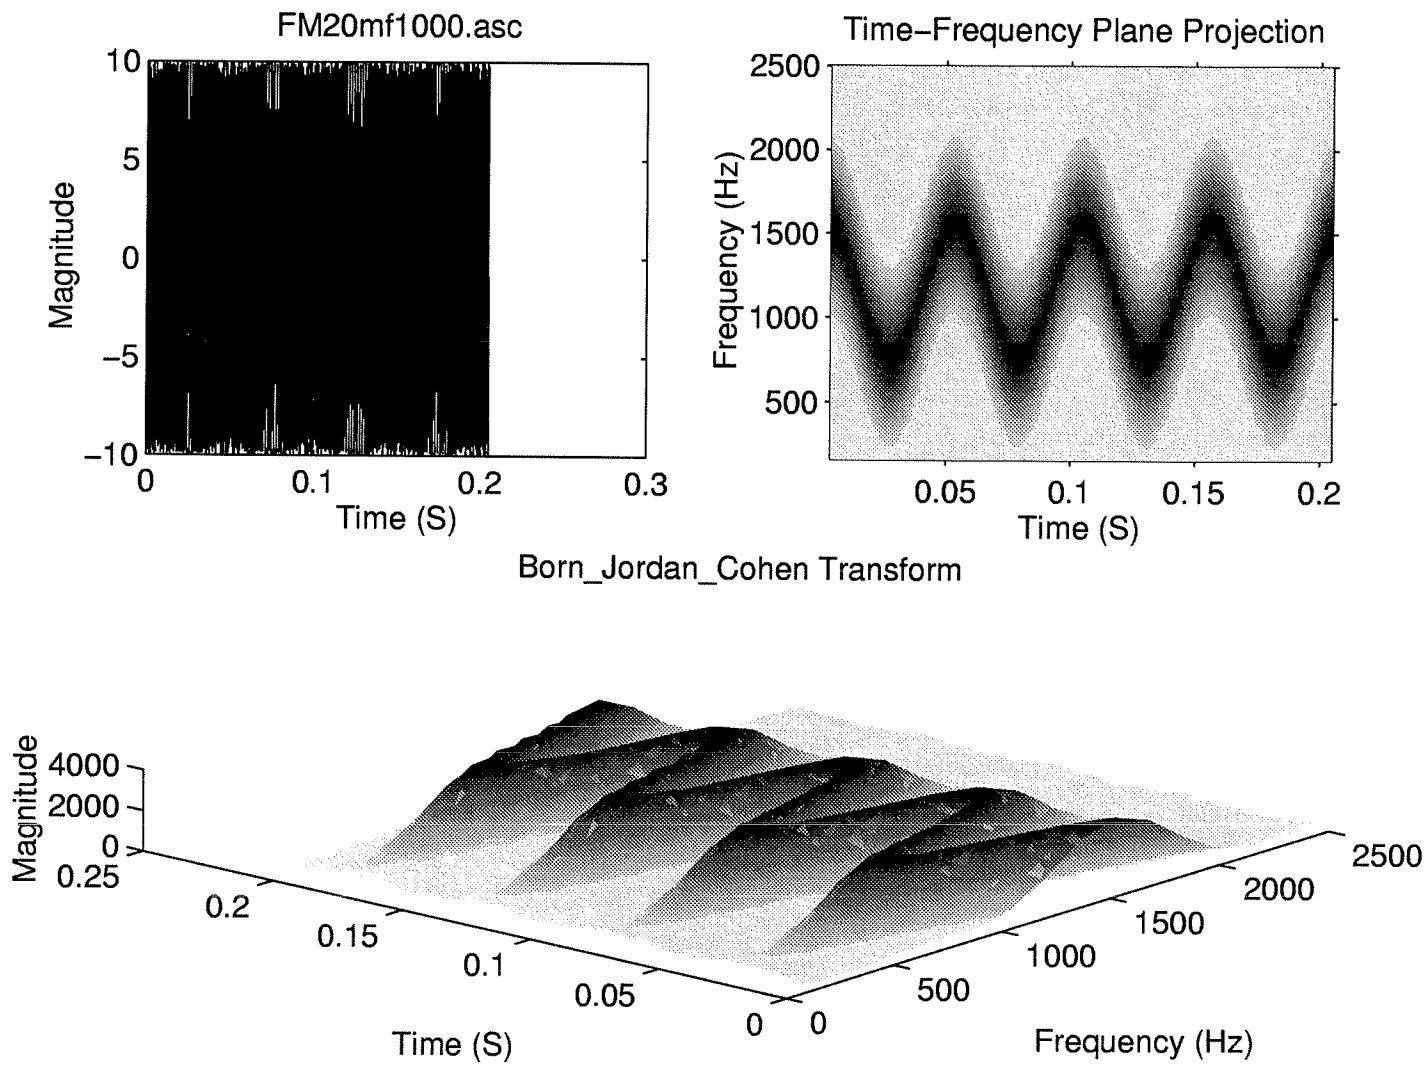 FM20mf1000.asc
10
5
0
−5
−10
Magnitude
0 0.1 0.2 0.3
Time (S)
Time−Frequency Plane Projection
2500
2000
1500
1000
500
Frequency (Hz)
0.05 0.1 0.15 0.2
Time (S)
Born_Jordan_Cohen Transform
4000
2000
0
Magnitude
0.25
0.2
0.15
0.1
0.05
0
Time (S)
0
500
1000
1500
2000
2500
Frequency (Hz)